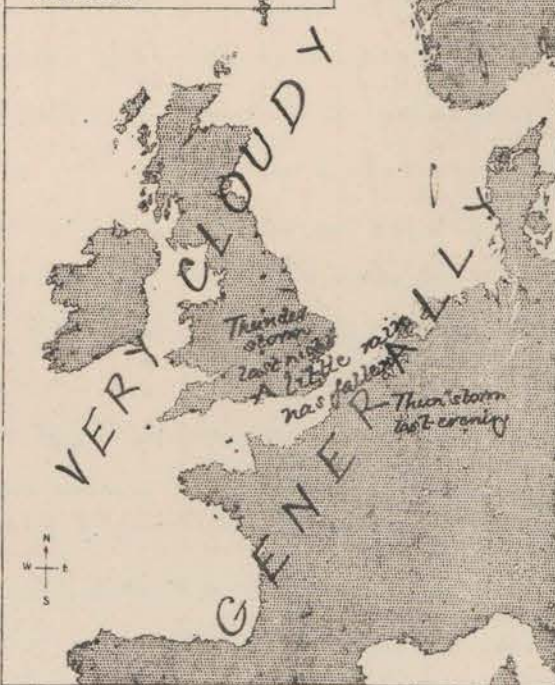 VERY CLOUDY
GENERALLY
Thunder
storm
last night
A little rain
has fallen
Thun'storm
last evening
N
W E
S